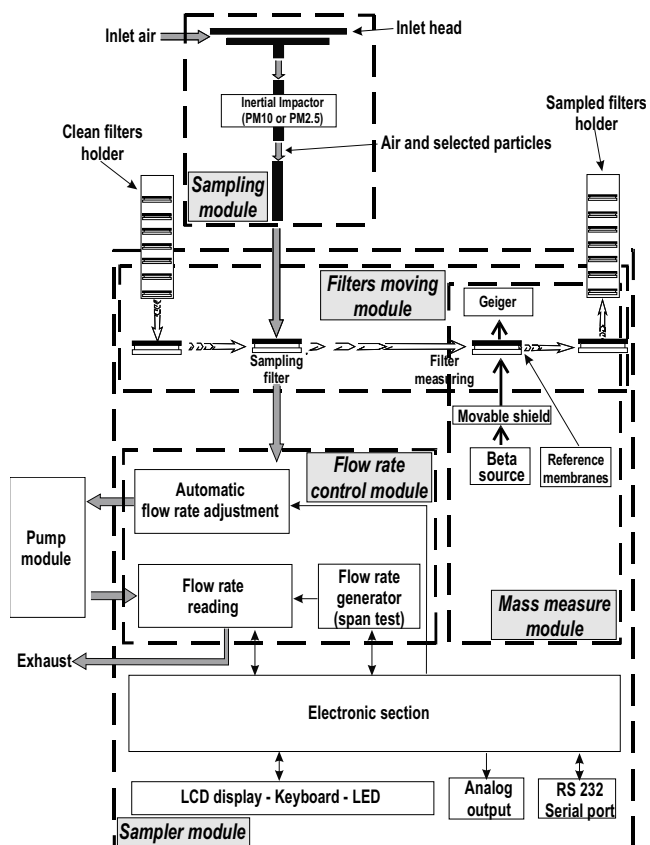 Inlet air
Inlet head
Inertial Impactor
(PM10 or PM2.5)
Clean filters
holder
Sampled filters
holder
Air and selected particles
Sampling
module
Filters moving
module
Geiger
Sampling
filter
Filter
measuring
Movable shield
Beta
source
Reference
membranes
Flow rate
control module
Automatic
flow rate adjustment
Pump
module
Flow rate
reading
Flow rate
generator
(span test)
Mass measure
module
Exhaust
Electronic section
LCD display - Keyboard - LED
Analog
output
RS 232
Serial port
Sampler module